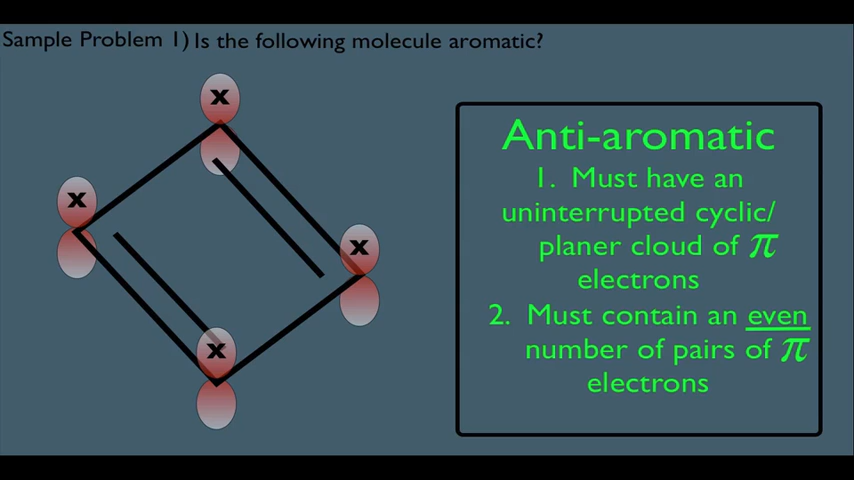 Sample Problem 1) Is the following molecule aromatic?
x
x
x
x
Anti-aromatic
1. Must have an
uninterrupted cyclic/
planer cloud of π
electrons
2. Must contain an even
number of pairs of π
electrons